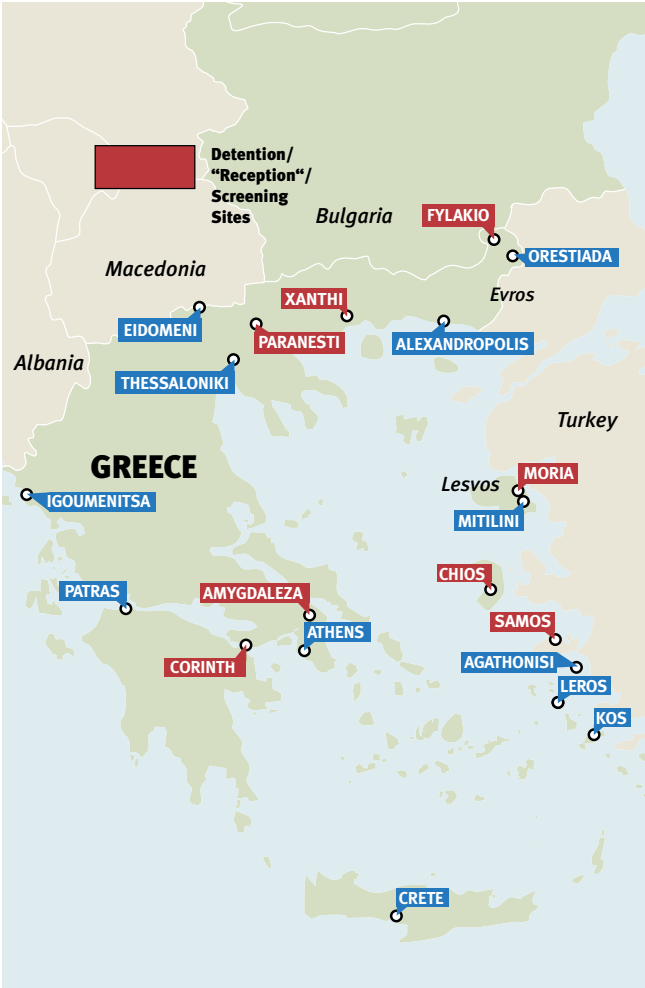 Detention/
“Reception“/
Screening
Sites
Bulgaria
FYLAKIO
ORESTIADA
Macedonia
Evros
XANTHI
EIDOMENI
PARANESTI
ALEXANDROPOLIS
Albania
THESSALONIKI
Turkey
GREECE
MORIA
Lesvos
IGOUMENITSA
MITILINI
CHIOS
PATRAS
AMYGDALEZA
SAMOS
ATHENS
AGATHONISI
CORINTH
LEROS
KOS
CRETE